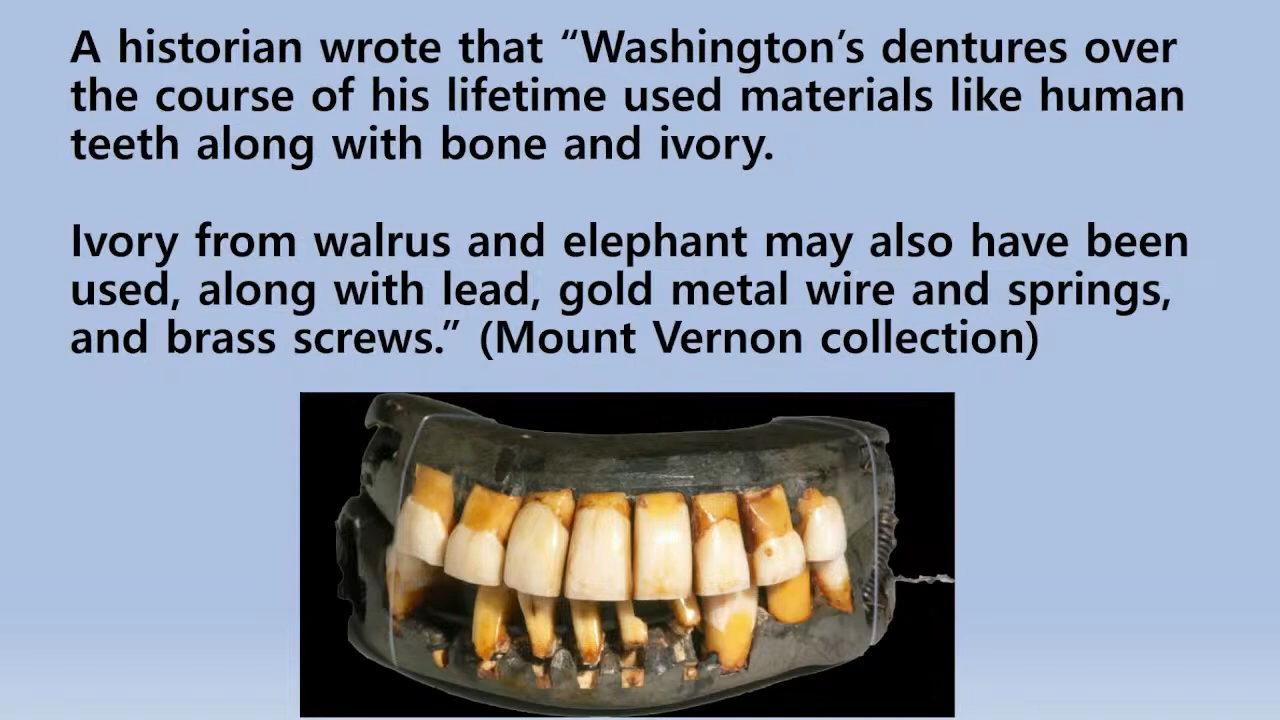 A historian wrote that “Washington’s dentures over
the course of his lifetime used materials like human
teeth along with bone and ivory.
Ivory from walrus and elephant may also have been
used, along with lead, gold metal wire and springs,
and brass screws.” (Mount Vernon collection)